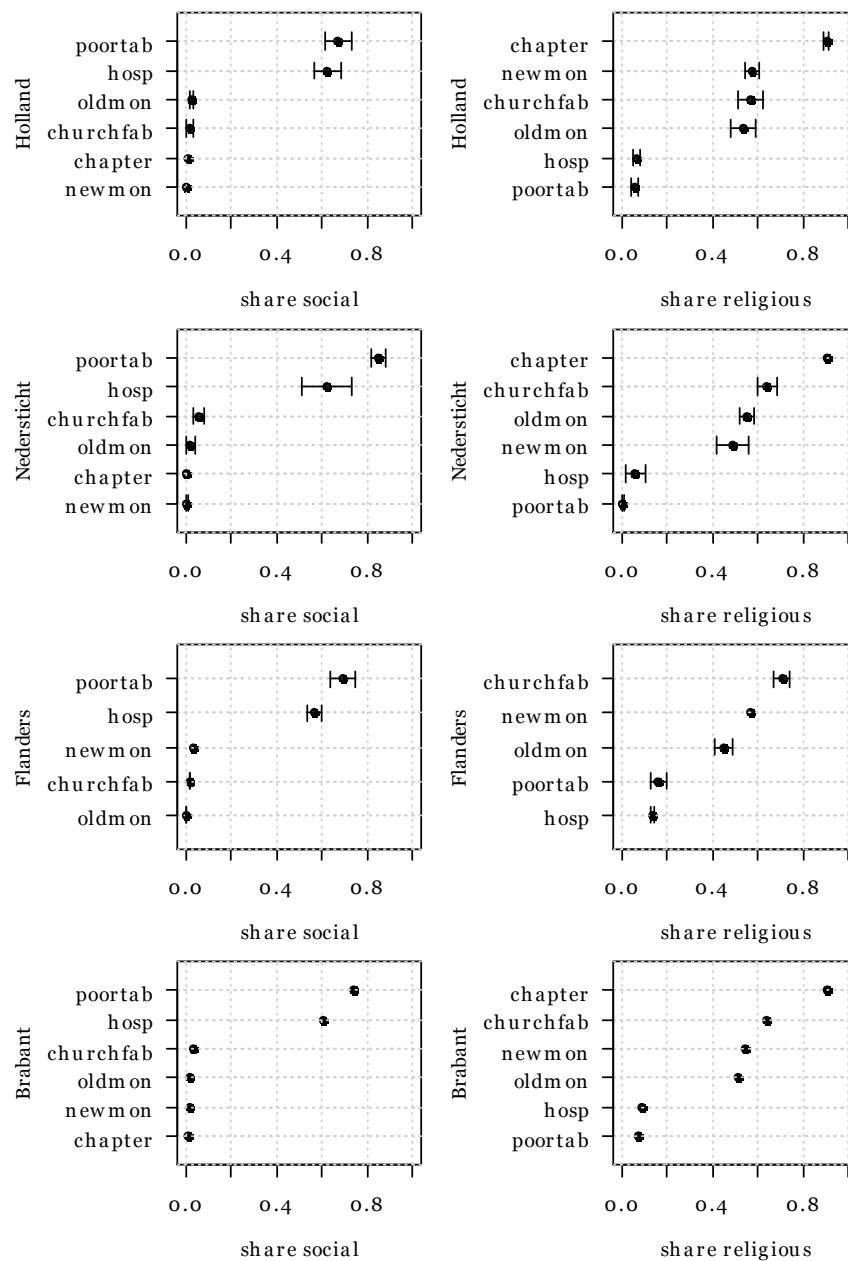 Holland
poortab
hosp
oldmon
churchfab
chapter
newmon
0.0 0.4 0.8
share social
Holland
chapter
newmon
churchfab
oldmon
hosp
poortab
0.0 0.4 0.8
share religious
Nedersticht
poortab
hosp
churchfab
oldmon
chapter
newmon
0.0 0.4 0.8
share social
Nedersticht
chapter
churchfab
oldmon
newmon
hosp
poortab
0.0 0.4 0.8
share religious
Flanders
poortab
hosp
newmon
churchfab
oldmon
0.0 0.4 0.8
share social
Flanders
churchfab
newmon
oldmon
poortab
hosp
0.0 0.4 0.8
share religious
Brabant
poortab
hosp
churchfab
oldmon
newmon
chapter
0.0 0.4 0.8
share social
Brabant
chapter
churchfab
newmon
oldmon
hosp
poortab
0.0 0.4 0.8
share religious